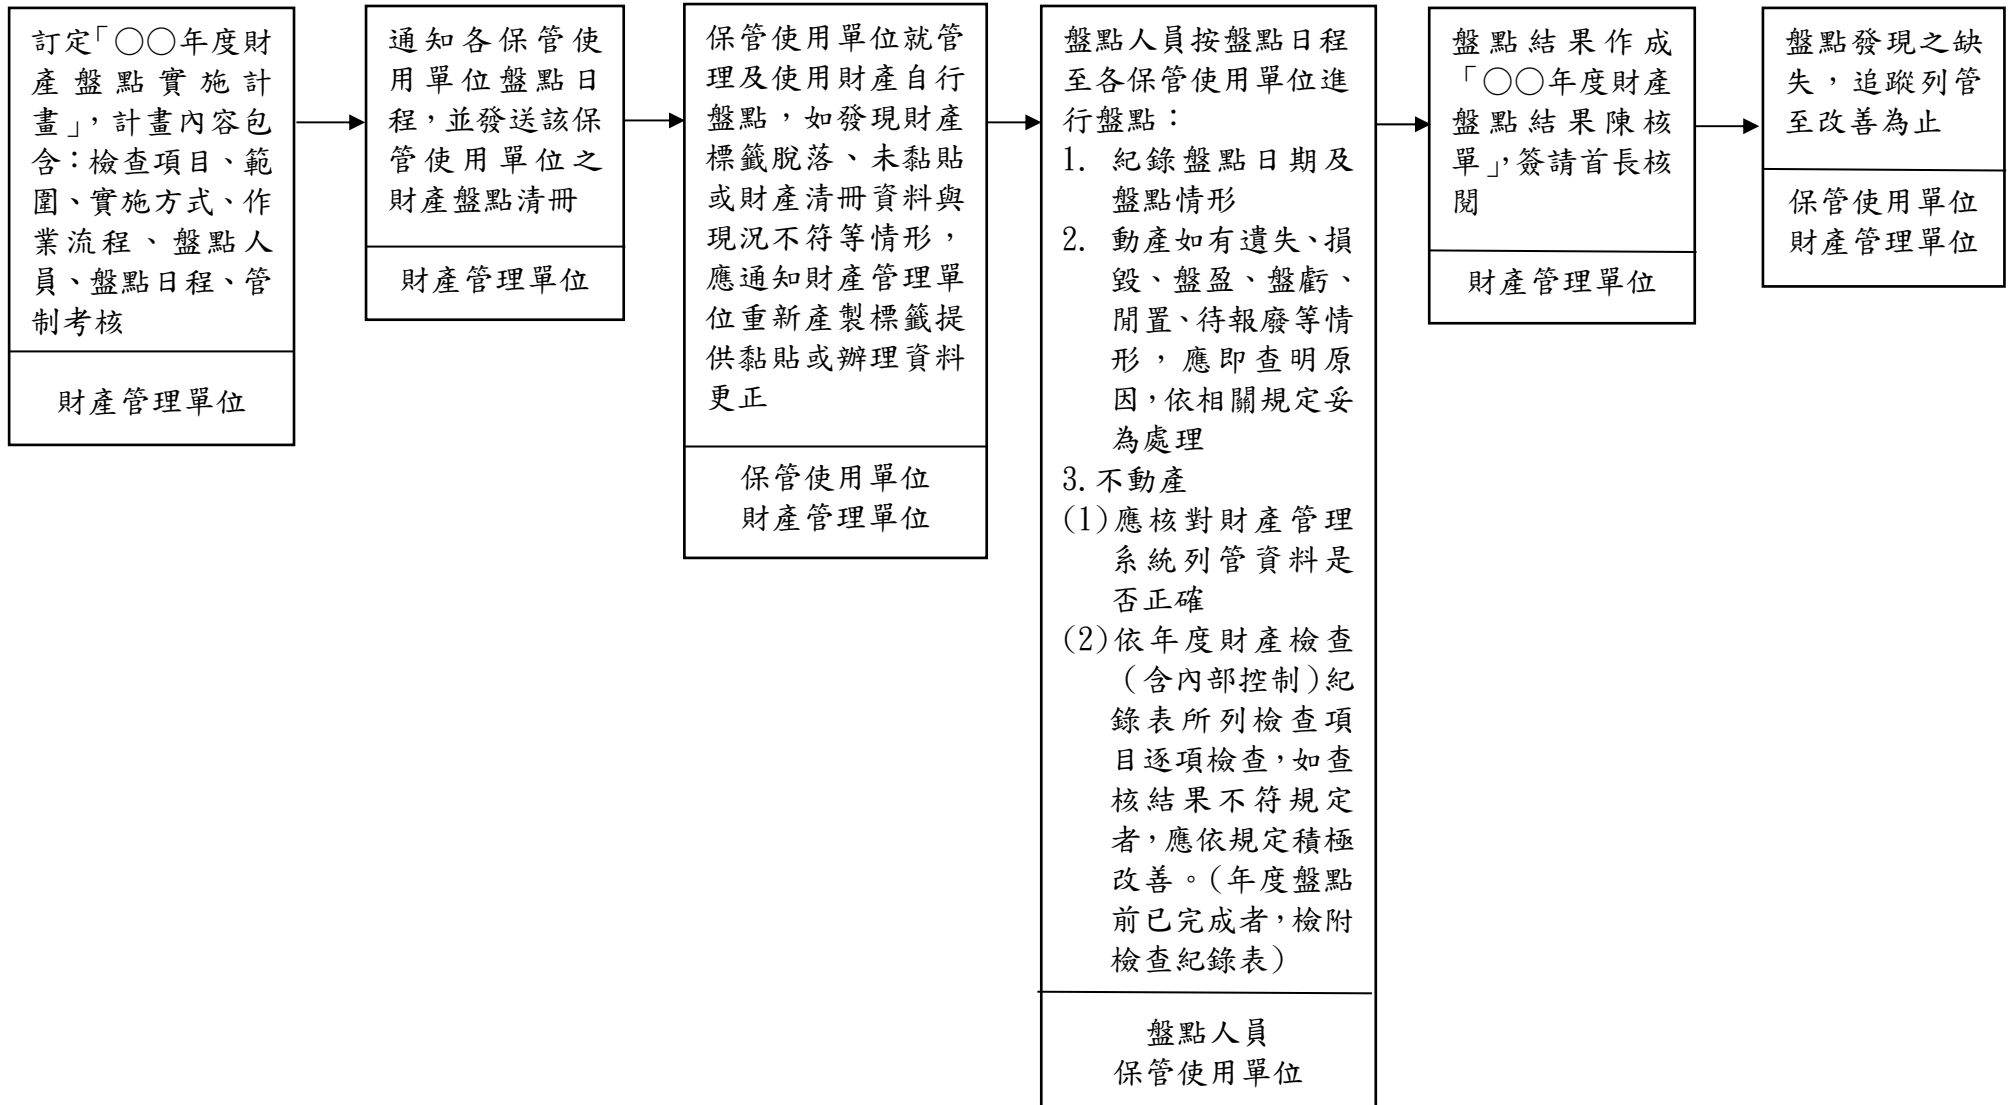 訂定「○○年度財
產盤點實施計
畫」，計畫內容包
含：檢查項目、範
圍、實施方式、作
業流程、盤點人
員、盤點日程、管
制考核
財產管理單位
通知各保管使
用單位盤點日
程，並發送該保
管使用單位之
財產盤點清冊
財產管理單位
保管使用單位就管
理及使用財產自行
盤點，如發現財產
標籤脫落、未黏貼
或財產清冊資料與
現況不符等情形，
應通知財產管理單
位重新產製標籤提
供黏貼或辦理資料
更正
保管使用單位
財產管理單位
盤點人員按盤點日程
至各保管使用單位進
行盤點：
1. 紀錄盤點日期及
盤點情形
2. 動產如有遺失、損
毀、盤盈、盤虧、
閒置、待報廢等情
形，應即查明原
因，依相關規定妥
為處理
3.不動產
(1)應核對財產管理
系統列管資料是
否正確
(2)依年度財產檢查
（含內部控制）紀
錄表所列檢查項
目逐項檢查，如查
核結果不符規定
者，應依規定積極
改善。（年度盤點
前已完成者，檢附
檢查紀錄表）
盤點人員
保管使用單位
盤點結果作成
「○○年度財產
盤點結果陳核
單」，簽請首長核
閱
財產管理單位
盤點發現之缺
失，追蹤列管
至改善為止
保管使用單位
財產管理單位